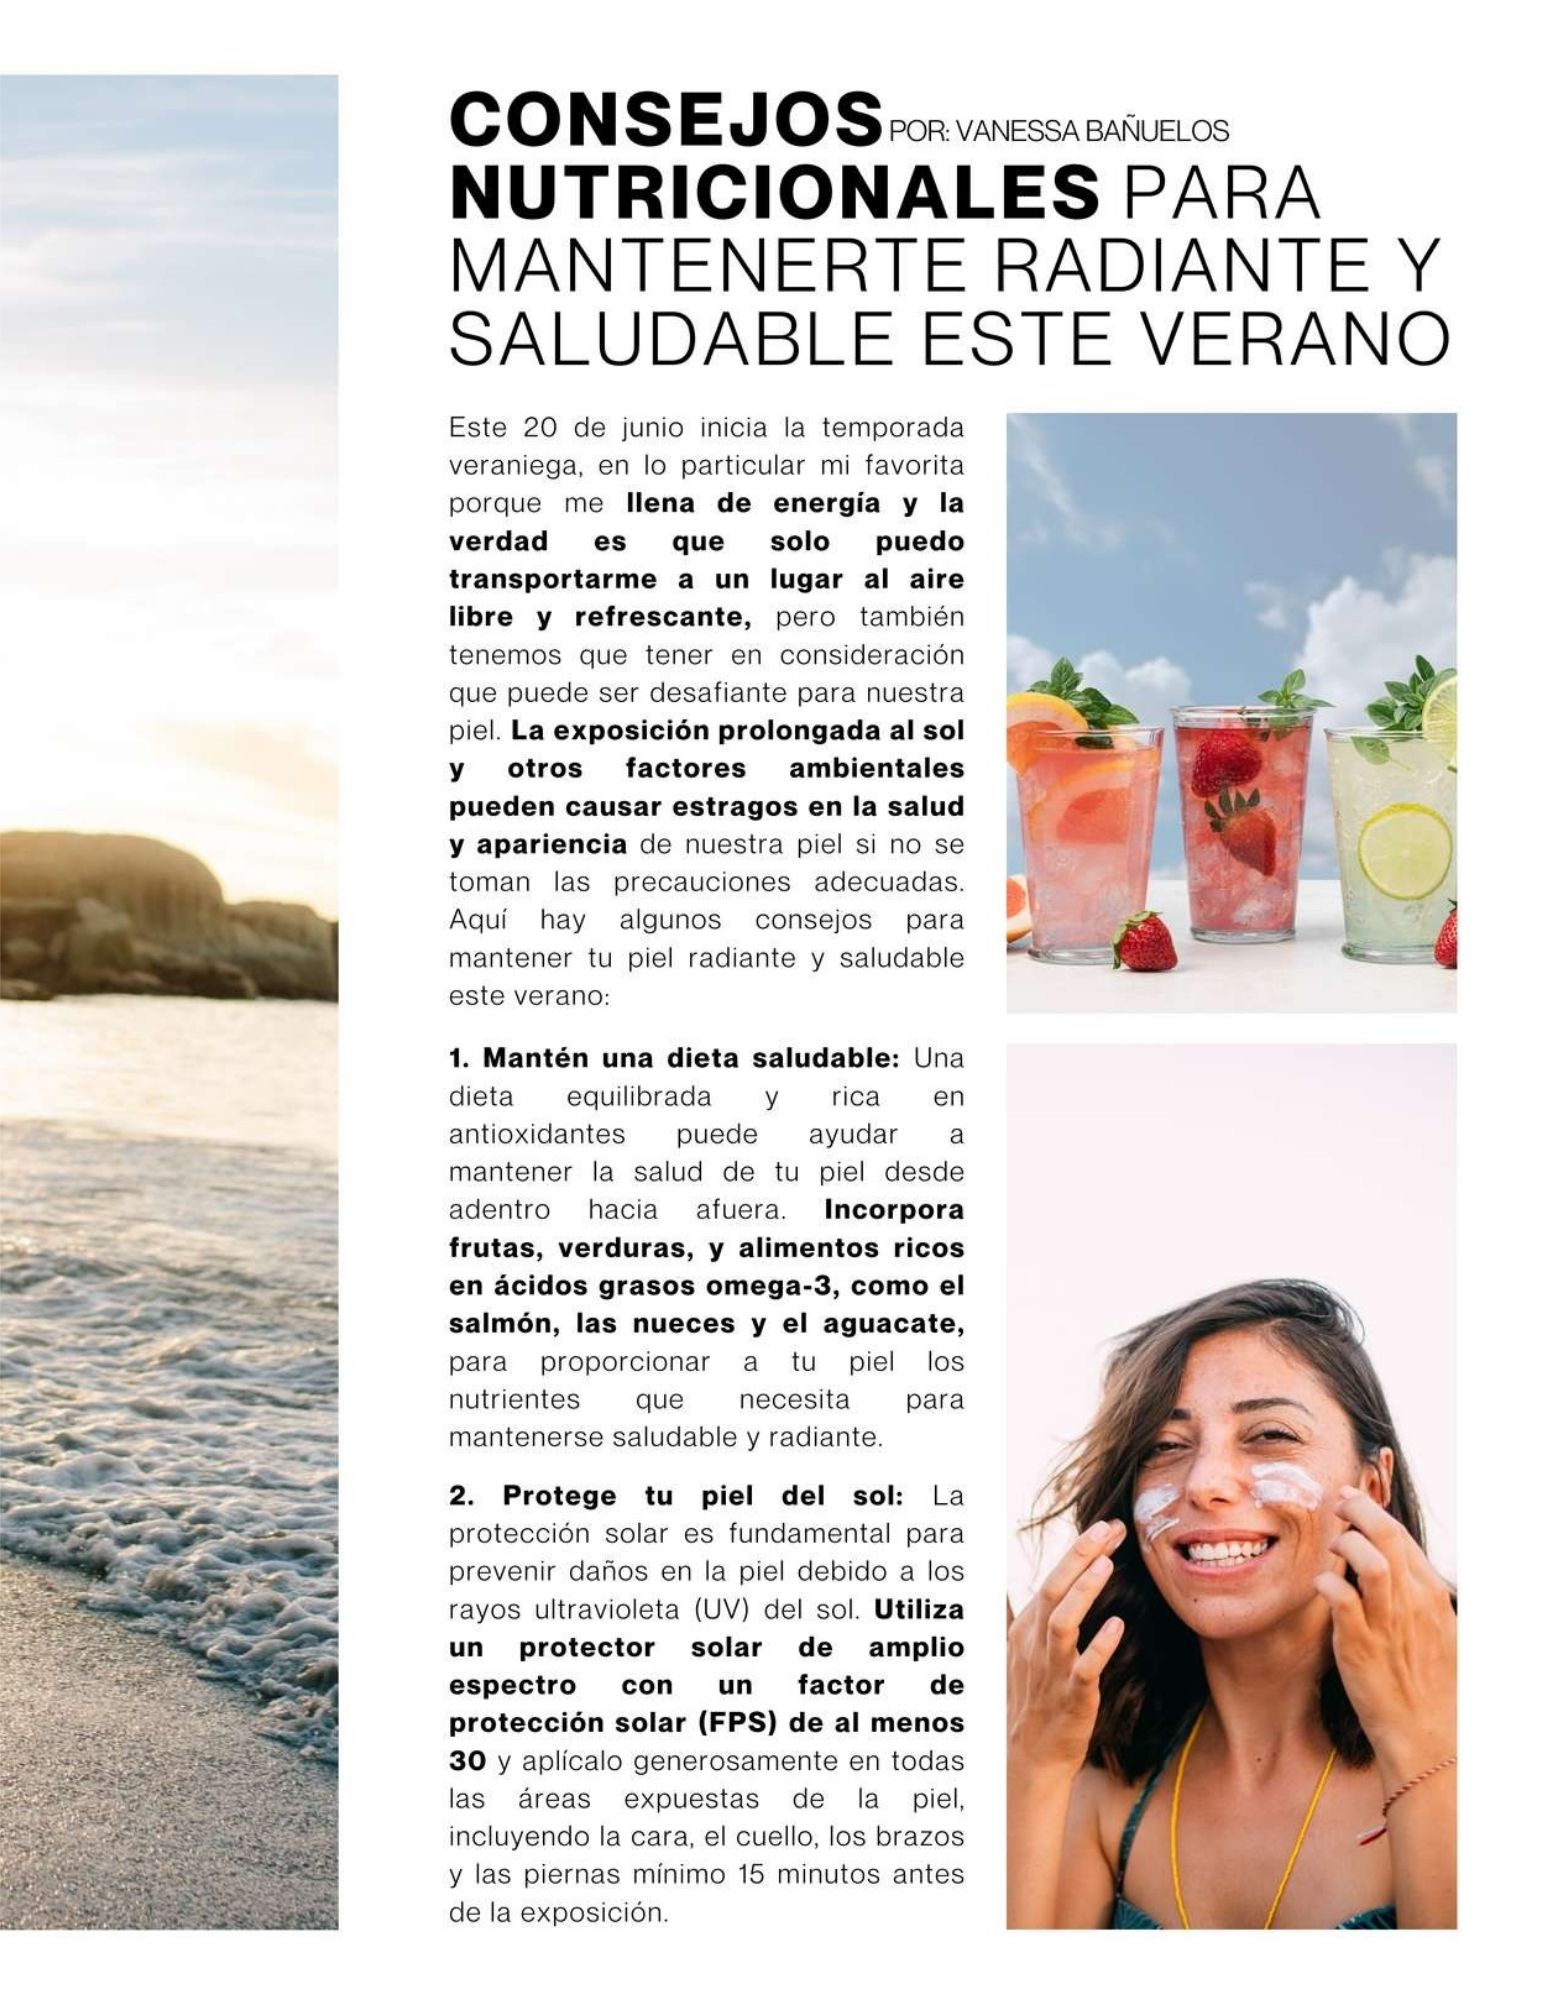 CONSEJOS POR: VANESSA BAÑUELOS
NUTRICIONALES PARA
MANTENERTE RADIANTE Y
SALUDABLE ESTE VERANO
Este 20 de junio inicia la temporada
veraniega, en lo particular mi favorita
porque me llena de energía y la
verdad es que solo puedo
transportarme a un lugar al aire
libre y refrescante, pero también
tenemos que tener en consideración
que puede ser desafiante para nuestra
piel. La exposición prolongada al sol
y otros factores ambientales
pueden causar estragos en la salud
y apariencia de nuestra piel si no se
toman las precauciones adecuadas.
Aquí hay algunos consejos para
mantener tu piel radiante y saludable
este verano:
1. Mantén una dieta saludable: Una
dieta equilibrada y rica en
antioxidantes puede ayudar a
mantener la salud de tu piel desde
adentro hacia afuera. Incorpora
frutas, verduras, y alimentos ricos
en ácidos grasos omega-3, como el
salmón, las nueces y el aguacate,
para proporcionar a tu piel los
nutrientes que necesita para
mantenerse saludable y radiante.
2. Protege tu piel del sol: La
protección solar es fundamental para
prevenir daños en la piel debido a los
rayos ultravioleta (UV) del sol. Utiliza
un protector solar de amplio
espectro con un factor de
protección solar (FPS) de al menos
30 y aplícalo generosamente en todas
las áreas expuestas de la piel,
incluyendo la cara, el cuello, los brazos
y las piernas mínimo 15 minutos antes
de la exposición.